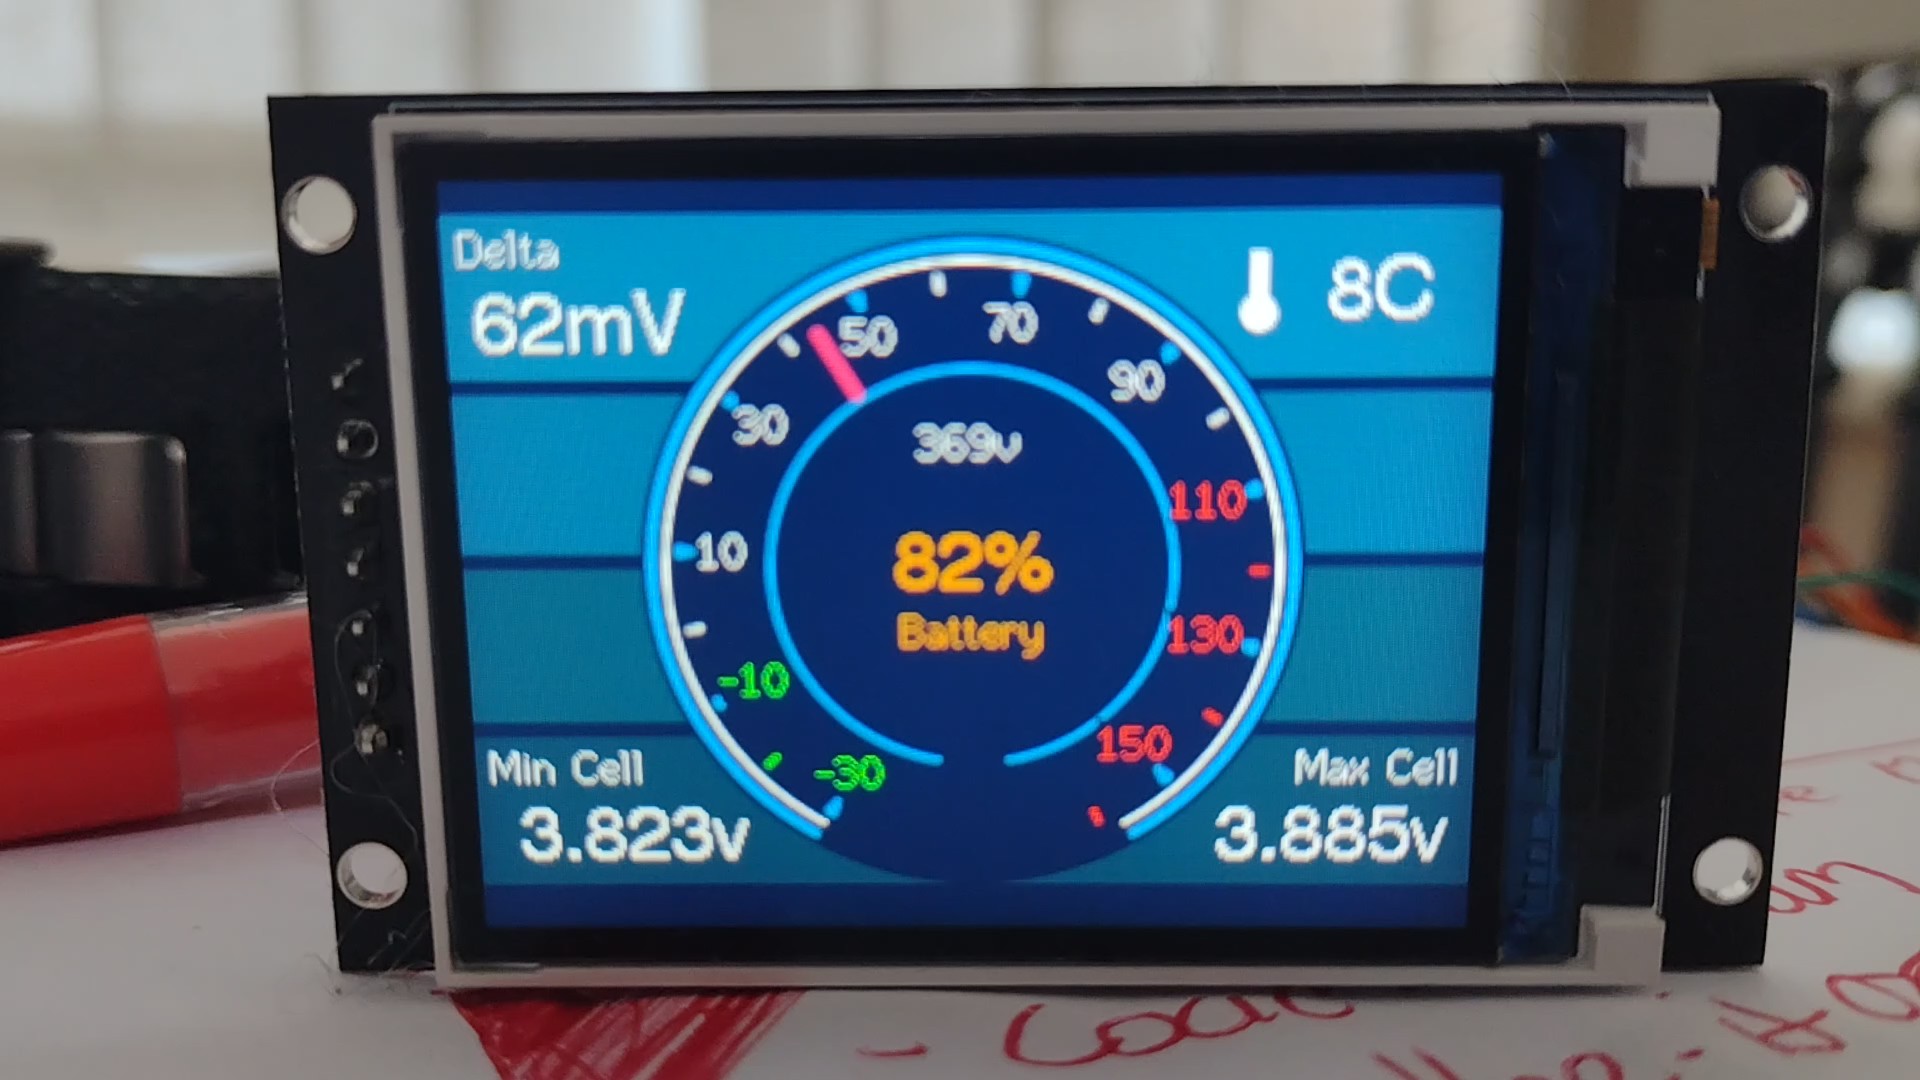 Delta
62mV
8C
50
70
30
90
369v
110
10
82%
Battery
130
-10
150
-30
Min Cell
3.823v
Max Cell
3.885v